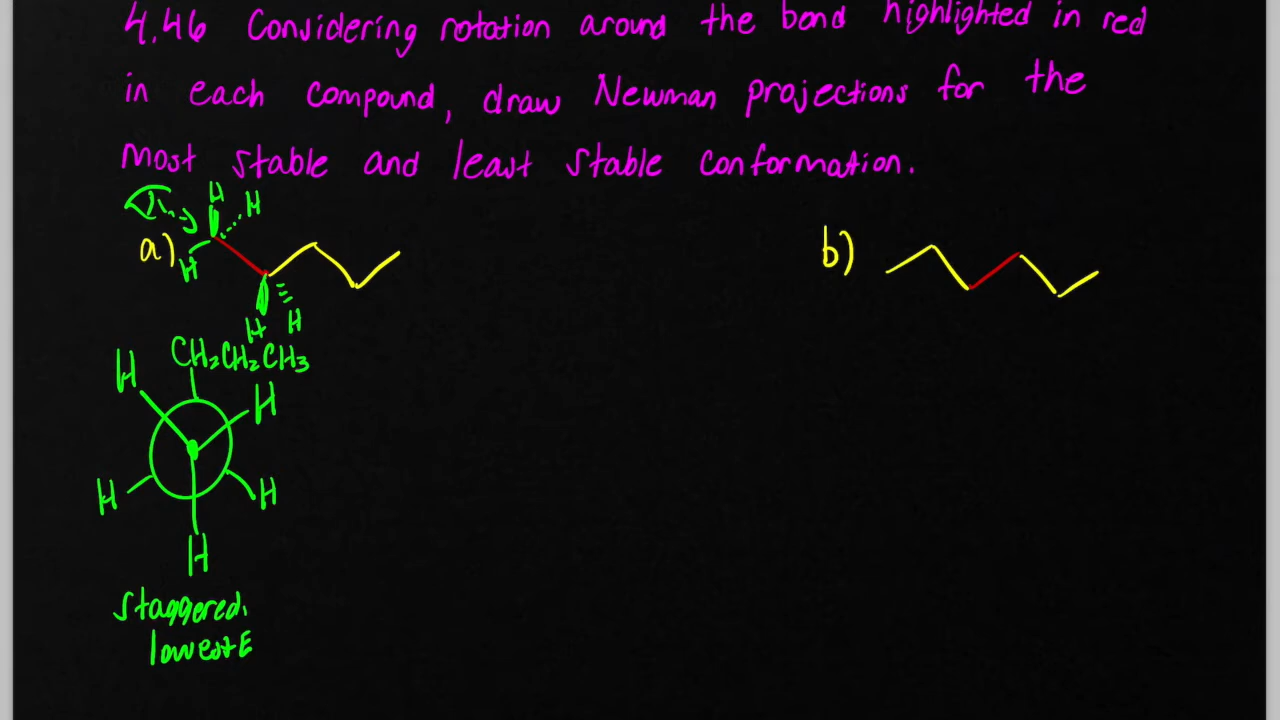 4.46 Considering rotation around the bond highlighted in red
in each compound, draw Newman projections for the
most stable and least stable conformation.
H H
a) H
b)
H H
CH₂CH₂CH₃
H
H
H
H
H
staggered,
lowest E